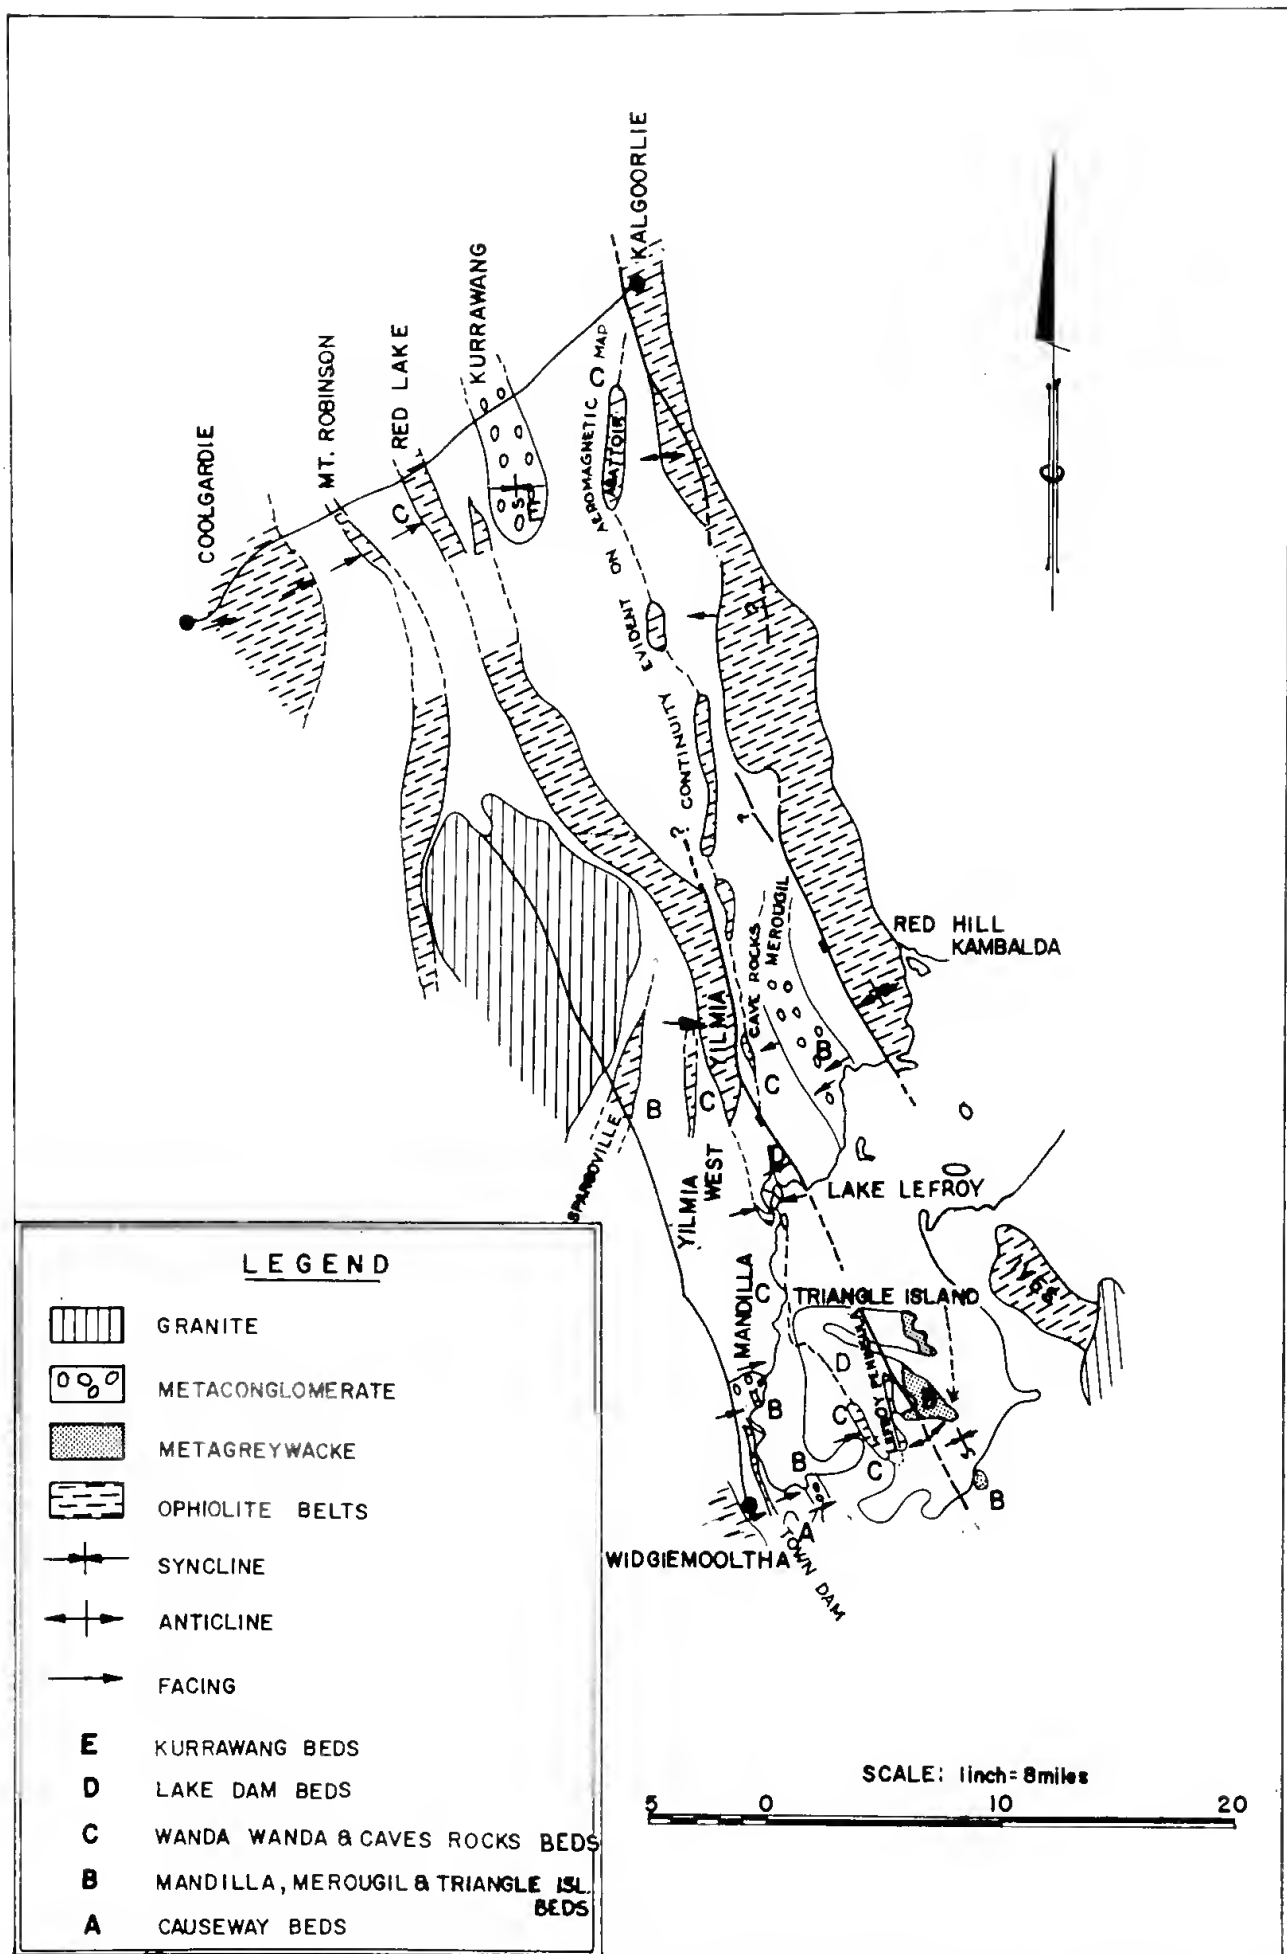 KALGOORLIE
KURRAWANG
RED LAKE
MT. ROBINSON
COOLGARDIE
C
C
S
E
ABATTOIR
? CONTINUITY EVIDENT ON AEROMAGNETIC MAP
?
?
RED HILL
KAMBALDA
MEROUGIL
CAVE ROCKS
YILMIA
B
C
B
C
SPARGOVILLE
YILMIA
WEST
D
LAKE LEFROY
MANDILLA
C
TRIANGLE ISLAND
D
B
C
B
C
S
B
A
WIDGIEMOOLTHA
TOWN DAM
LEGEND
GRANITE
METACONGLOMERATE
METAGREYWACKE
OPHIOLITE BELTS
SYNCLINE
ANTICLINE
FACING
E KURRAWANG BEDS
D LAKE DAM BEDS
C WANDA WANDA & CAVES ROCKS BEDS
B MANDILLA, MEROUGIL & TRIANGLE ISL.
BEDS
A CAUSEWAY BEDS
SCALE: 1inch = 8miles
5 0 10 20